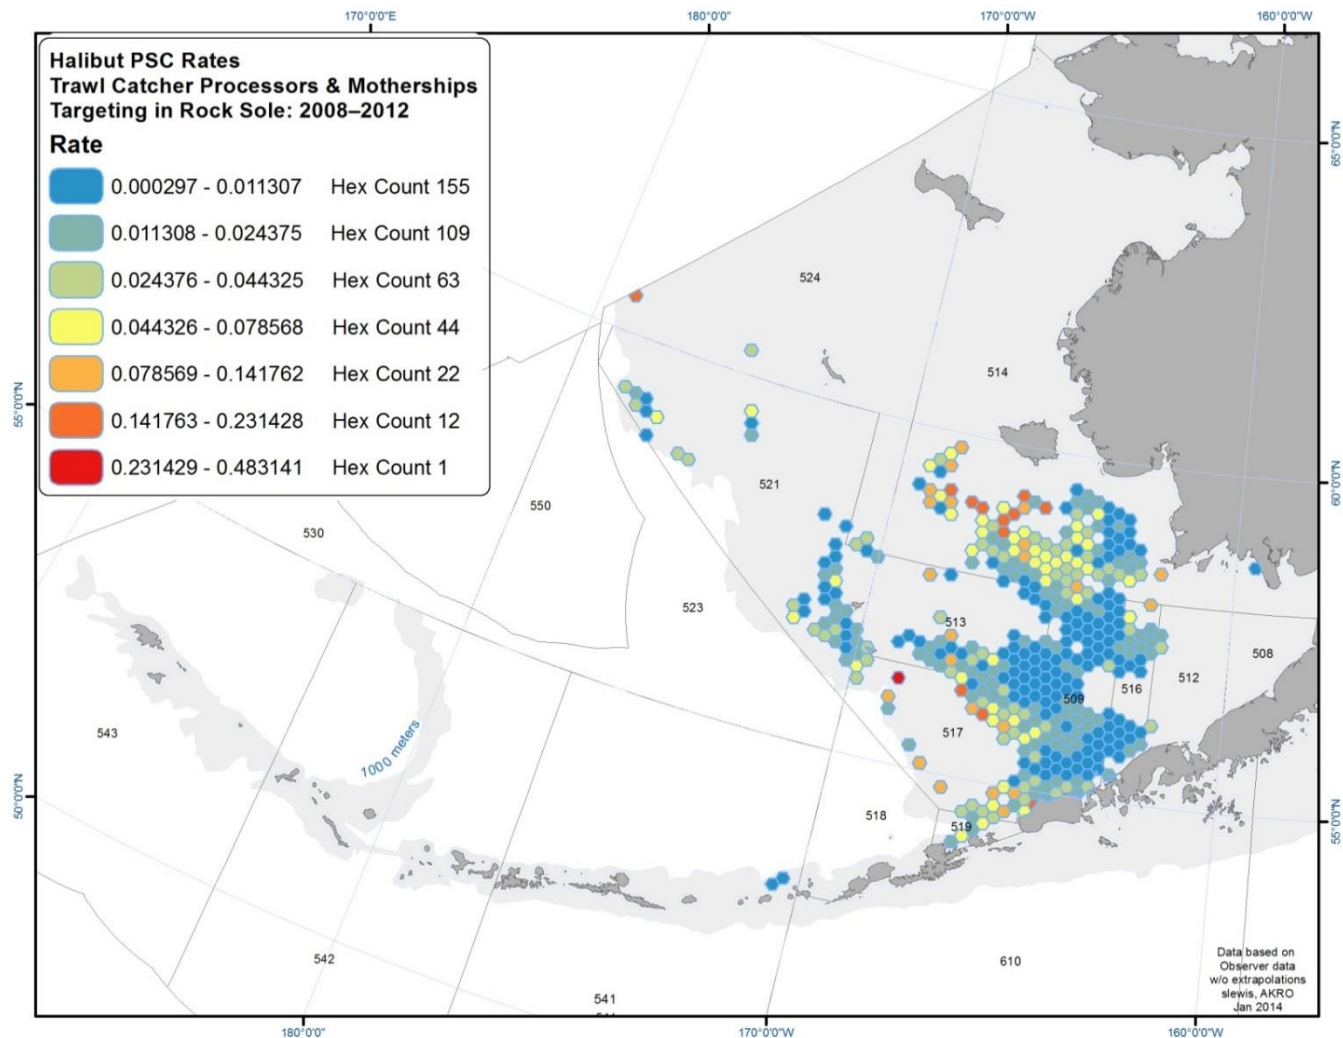 170°0'0"E
180°0'0"
170°0'0"W
160°0'0"W
Halibut PSC Rates
Trawl Catcher Processors & Motherships
Targeting in Rock Sole: 2008–2012
Rate
0.000297 - 0.011307 Hex Count 155
0.011308 - 0.024375 Hex Count 109
0.024376 - 0.044325 Hex Count 63
0.044326 - 0.078568 Hex Count 44
0.078569 - 0.141762 Hex Count 22
0.141763 - 0.231428 Hex Count 12
0.231429 - 0.483141 Hex Count 1
65°0'0"N
55°0'0"N
60°0'0"N
50°0'0"N
55°0'0"N
524
514
521
550
530
523
513
508
512
516
509
517
543
1000 meters
518
519
542
610
541
Data based on
Observer data
w/o extrapolations
slewis, AKRO
Jan 2014
180°0'0"
170°0'0"W
160°0'0"W